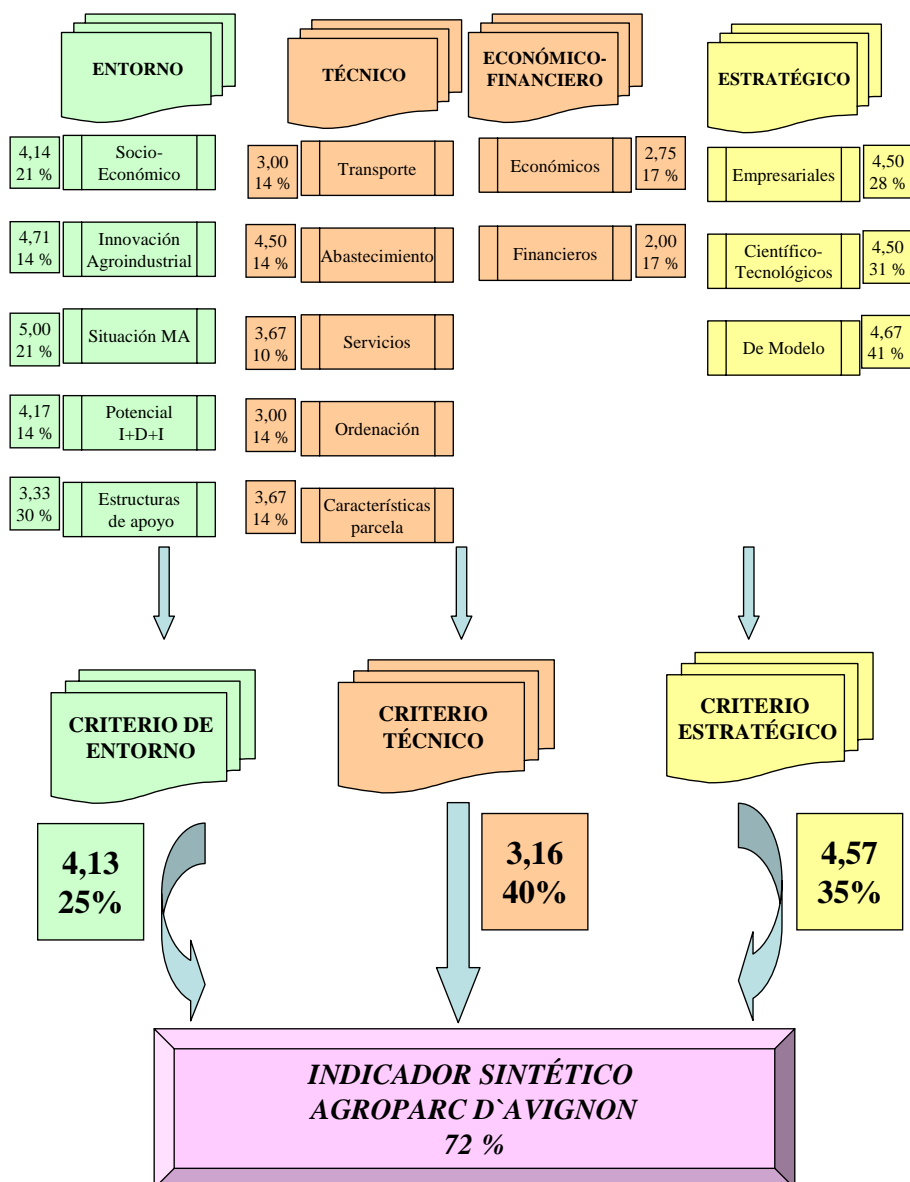 ENTORNO
4,14
21 %
Socio-
Económico
4,71
14 %
Innovación
Agroindustrial
5,00
21 %
Situación MA
4,17
14 %
Potencial
I+D+I
3,33
30 %
Estructuras
de apoyo
TÉCNICO
3,00
14 %
Transporte
4,50
14 %
Abastecimiento
3,67
10 %
Servicios
3,00
14 %
Ordenación
3,67
14 %
Características
parcela
ECONÓMICO-
FINANCIERO
Económicos
2,75
17 %
Financieros
2,00
17 %
ESTRATÉGICO
Empresariales
4,50
28 %
Científico-
Tecnológicos
4,50
31 %
De Modelo
4,67
41 %
CRITERIO DE
ENTORNO
CRITERIO
TÉCNICO
CRITERIO
ESTRATÉGICO
4,13
25%
3,16
40%
4,57
35%
INDICADOR SINTÉTICO
AGROPARC D`AVIGNON
72 %